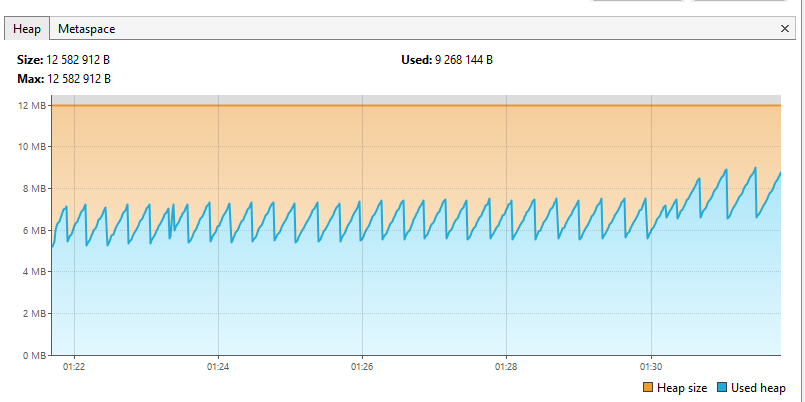 Heap Metaspace ×
Size: 12 582 912 B Used: 9 268 144 B
Max: 12 582 912 B
12 MB
10 MB
8 MB
6 MB
4 MB
2 MB
0 MB
01:22 01:24 01:26 01:28 01:30
Heap size Used heap